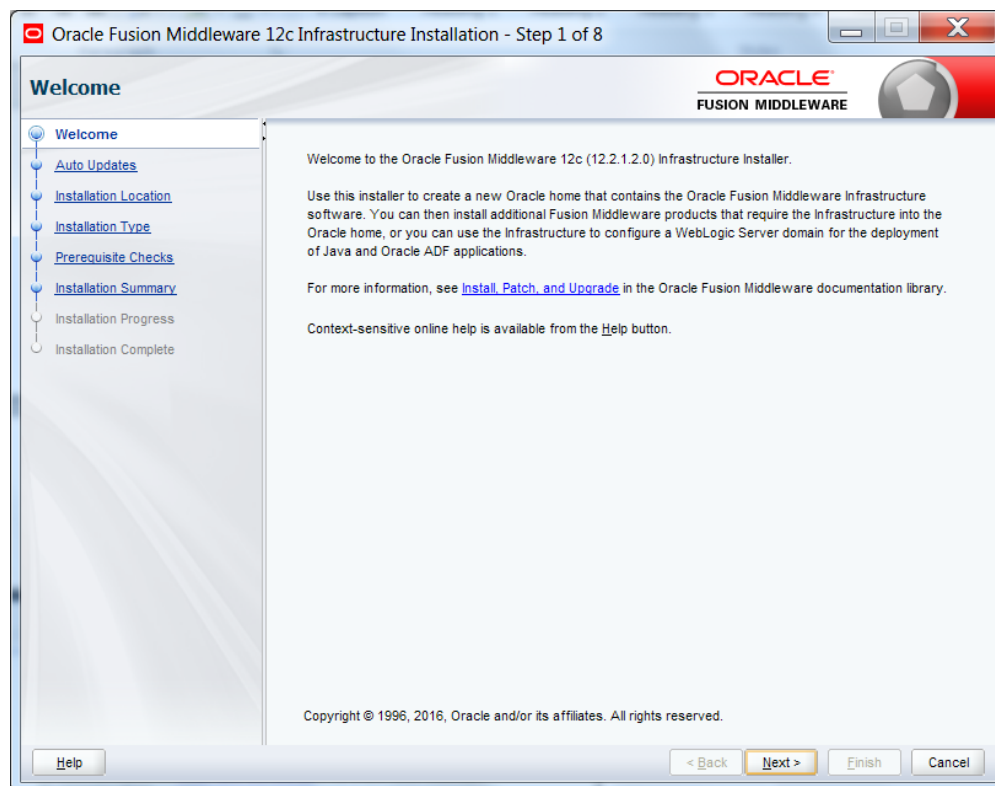 Oracle Fusion Middleware 12c Infrastructure Installation - Step 1 of 8
Welcome
ORACLE
FUSION MIDDLEWARE
Welcome
Auto Updates
Installation Location
Installation Type
Prerequisite Checks
Installation Summary
Installation Progress
Installation Complete
Welcome to the Oracle Fusion Middleware 12c (12.2.1.2.0) Infrastructure Installer.
Use this installer to create a new Oracle home that contains the Oracle Fusion Middleware Infrastructure
software. You can then install additional Fusion Middleware products that require the Infrastructure into the
Oracle home, or you can use the Infrastructure to configure a WebLogic Server domain for the deployment
of Java and Oracle ADF applications.
For more information, see Install, Patch, and Upgrade in the Oracle Fusion Middleware documentation library.
Context-sensitive online help is available from the Help button.
Copyright © 1996, 2016, Oracle and/or its affiliates. All rights reserved.
Help
< Back
Next >
Finish
Cancel